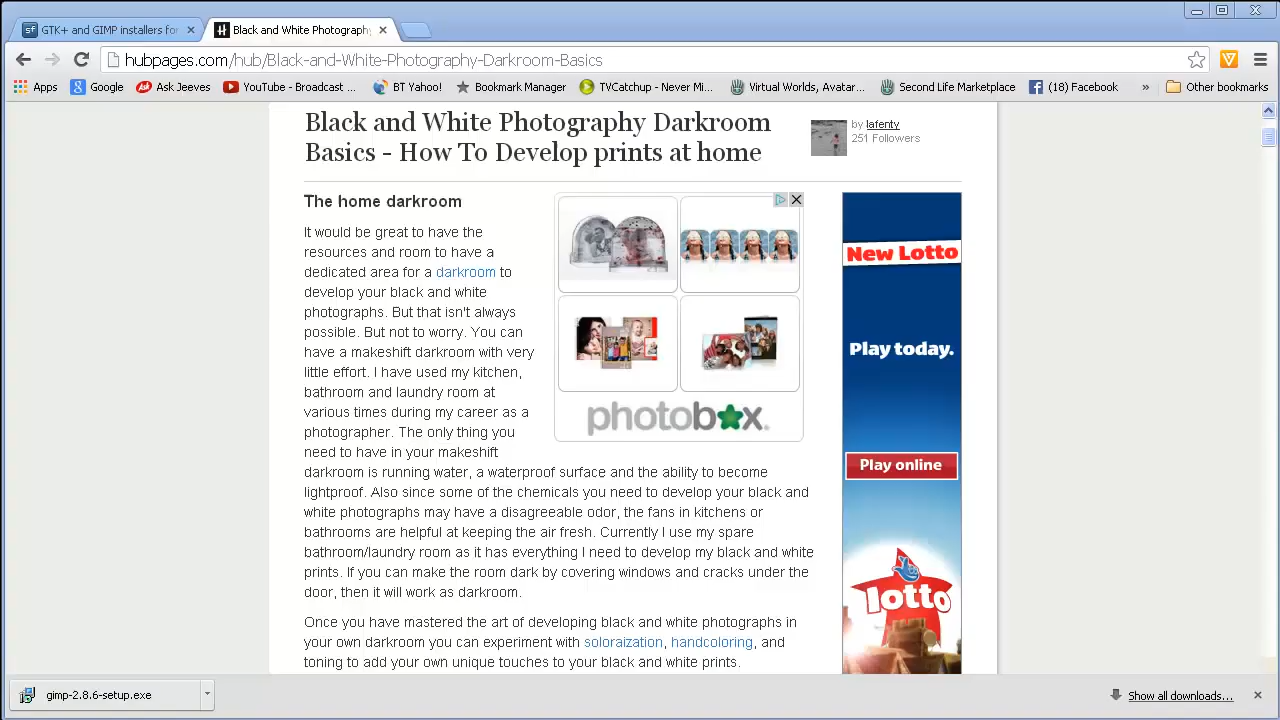 GTK+ and GIMP installers for
Black and White Photography
hubpages.com/hub/Black-and-White-Photography-Darkroom-Basics
Apps
Google
Ask Jeeves
YouTube - Broadcast ...
BT Yahoo!
Bookmark Manager
TVCatchup - Never Mi...
Virtual Worlds, Avatar...
Second Life Marketplace
(18) Facebook
»
Other bookmarks
Black and White Photography Darkroom
Basics - How To Develop prints at home
by lafenty
251 Followers
The home darkroom
It would be great to have the
resources and room to have a
dedicated area for a darkroom to
develop your black and white
photographs. But that isn't always
possible. But not to worry. You can
have a makeshift darkroom with very
little effort. I have used my kitchen,
bathroom and laundry room at
various times during my career as a
photographer. The only thing you
need to have in your makeshift
darkroom is running water, a waterproof surface and the ability to become
lightproof. Also since some of the chemicals you need to develop your black and
white photographs may have a disagreeable odor, the fans in kitchens or
bathrooms are helpful at keeping the air fresh. Currently I use my spare
bathroom/laundry room as it has everything I need to develop my black and white
prints. If you can make the room dark by covering windows and cracks under the
door, then it will work as darkroom.
Once you have mastered the art of developing black and white photographs in
your own darkroom you can experiment with soloraization, handcoloring, and
toning to add your own unique touches to your black and white prints.
photobox.
New Lotto
Play today.
Play online
lotto
gimp-2.8.6-setup.exe
Show all downloads...